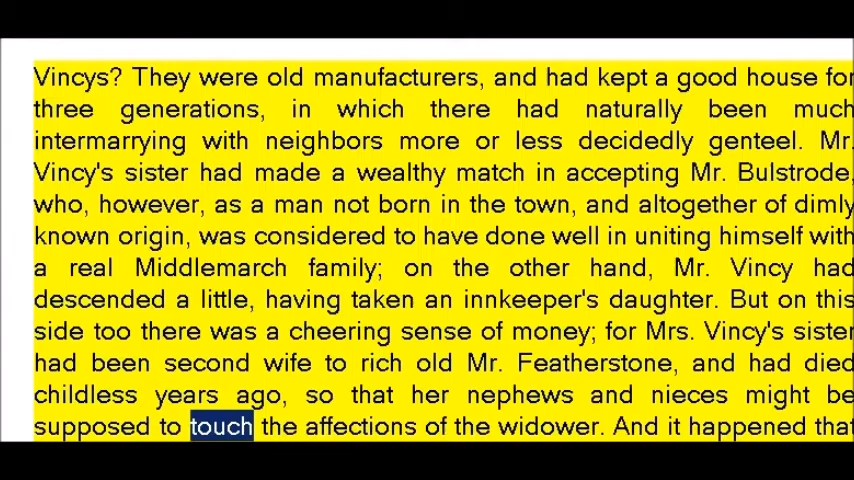 Vincys? They were old manufacturers, and had kept a good house for
three generations, in which there had naturally been much
intermarrying with neighbors more or less decidedly genteel. Mr.
Vincy's sister had made a wealthy match in accepting Mr. Bulstrode,
who, however, as a man not born in the town, and altogether of dimly
known origin, was considered to have done well in uniting himself with
a real Middlemarch family; on the other hand, Mr. Vincy had
descended a little, having taken an innkeeper's daughter. But on this
side too there was a cheering sense of money; for Mrs. Vincy's sister
had been second wife to rich old Mr. Featherstone, and had died
childless years ago, so that her nephews and nieces might be
supposed to touch the affections of the widower. And it happened that